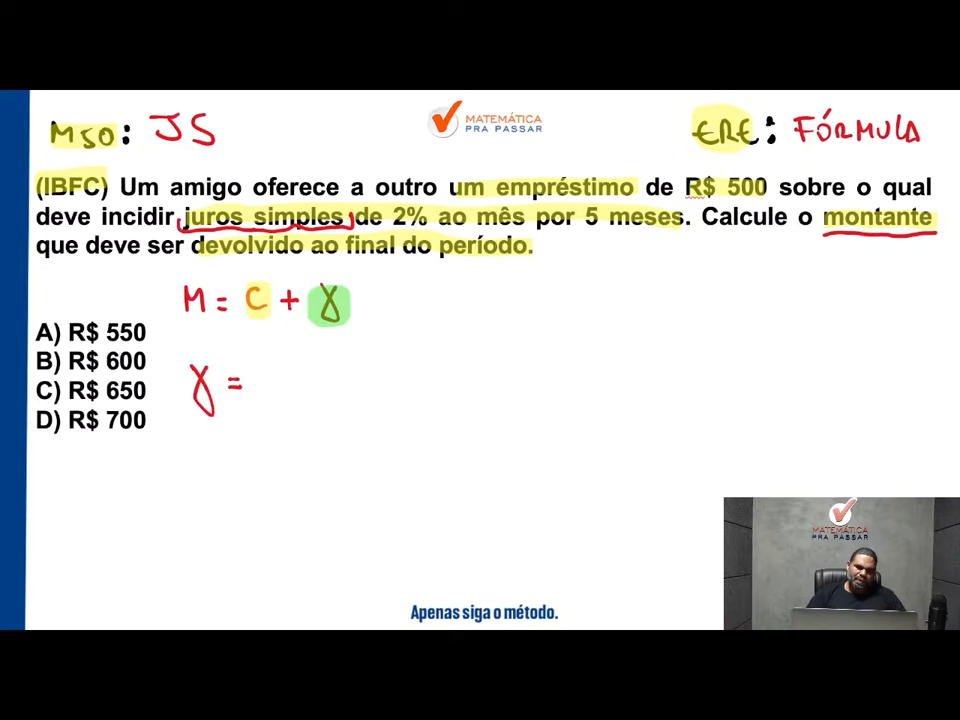 MSO: JS
MATEMÁTICA
PRA PASSAR
ERE: FÓRMULA
(IBFC) Um amigo oferece a outro um empréstimo de R$ 500 sobre o qual
deve incidir juros simples de 2% ao mês por 5 meses. Calcule o montante
que deve ser devolvido ao final do período.
M = C + J
A) R$ 550
B) R$ 600
C) R$ 650
D) R$ 700
J =
MATEMÁTICA
PRA PASSAR
Apenas siga o método.